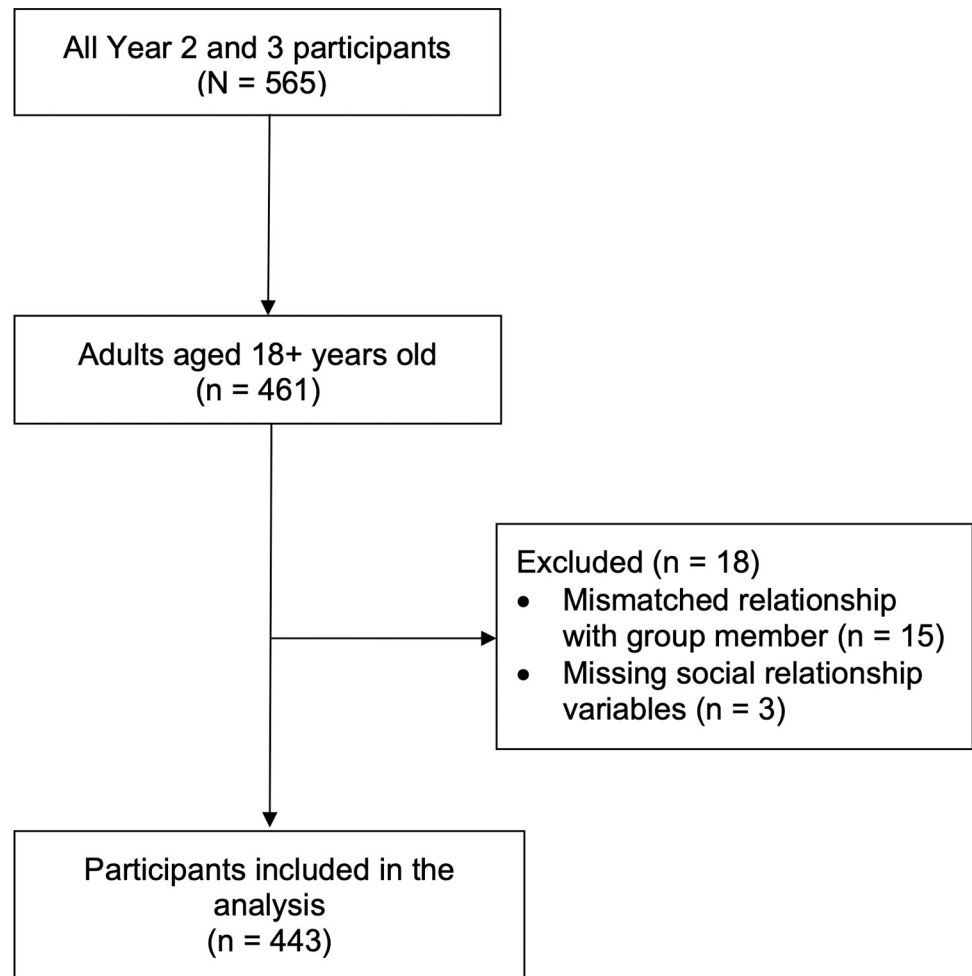 All Year 2 and 3 participants
(N = 565)
Adults aged 18+ years old
(n = 461)
Excluded (n = 18)
• Mismatched relationship
with group member (n = 15)
• Missing social relationship
variables (n = 3)
Participants included in the
analysis
(n = 443)